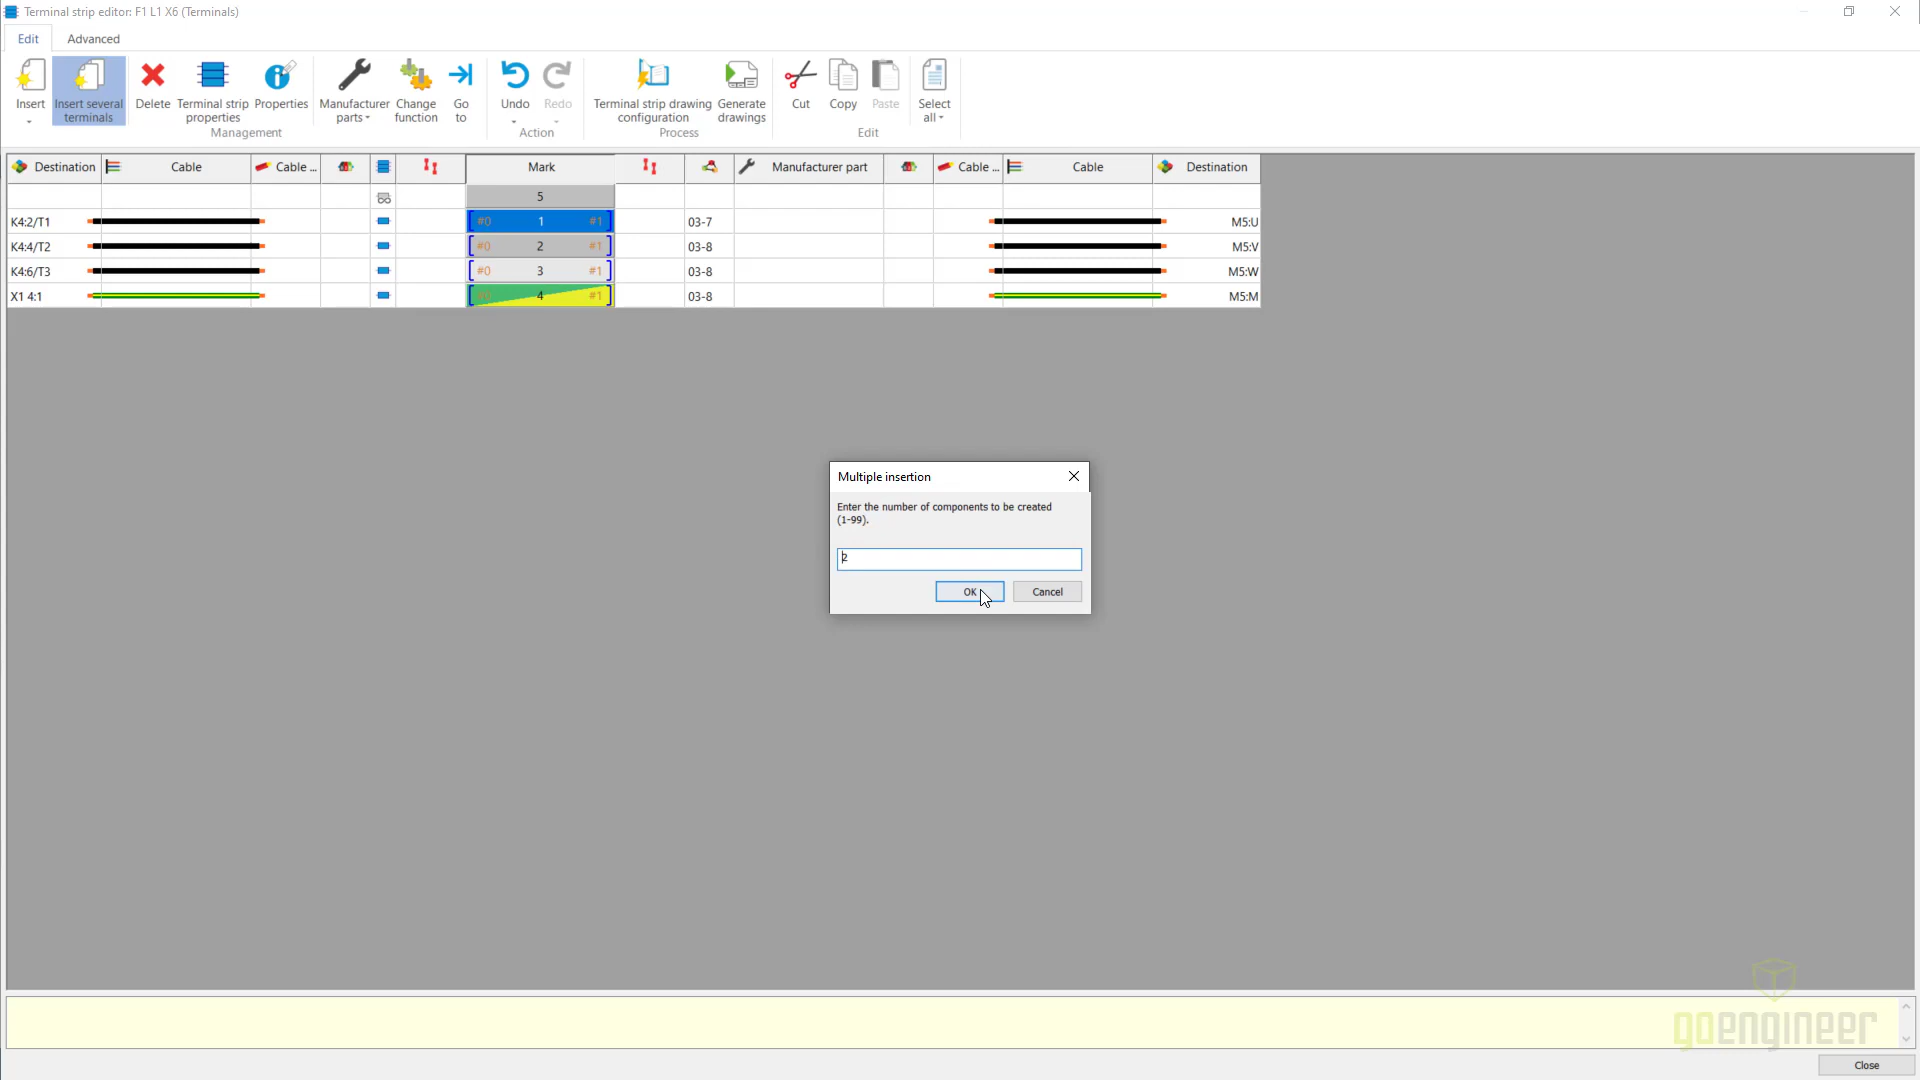 Terminal strip editor: F1 L1 X6 (Terminals)
Edit Advanced
Insert Insert several terminals Delete Terminal strip properties Properties Manufacturer parts Change function Go to Undo Redo Terminal strip drawing configuration Generate drawings Cut Copy Paste Select all
Management Action Process Edit
Destination Cable Cable ... Mark Manufacturer part Cable ... Cable Destination
5
K4:2/T1 #0 1 #1 03-7 M5:U
K4:4/T2 #0 2 #1 03-8 M5:V
K4:6/T3 #0 3 #1 03-8 M5:W
X1 4:1 #0 4 #1 03-8 M5:M
Multiple insertion
Enter the number of components to be created
(1-99).
2
OK Cancel
goengineer
Close